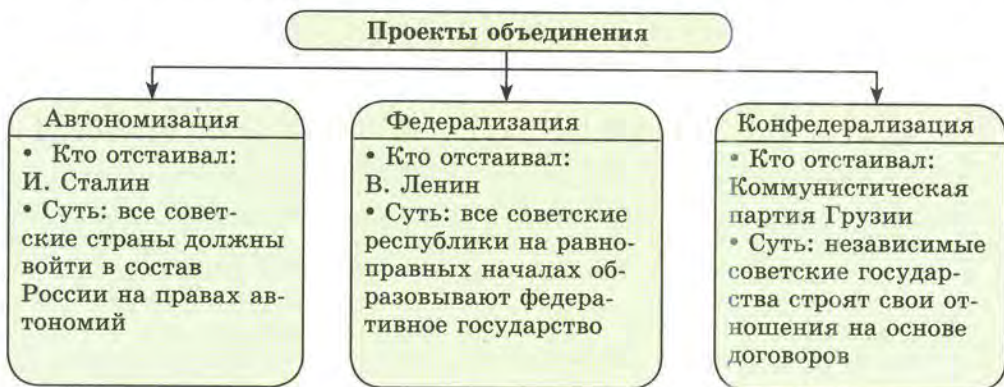 Проекты объединения
Автономизация
• Кто отстаивал:
И. Сталин
• Суть: все совет-
ские страны должны
войти в состав
России на правах ав-
тономий
Федерализация
• Кто отстаивал:
В. Ленин
• Суть: все советские
республики на равно-
правных началах об-
разовывают федера-
тивное государство
Конфедерализация
• Кто отстаивал:
Коммунистическая
партия Грузии
• Суть: независимые
советские государ-
ства строят свои от-
ношения на основе
договоров